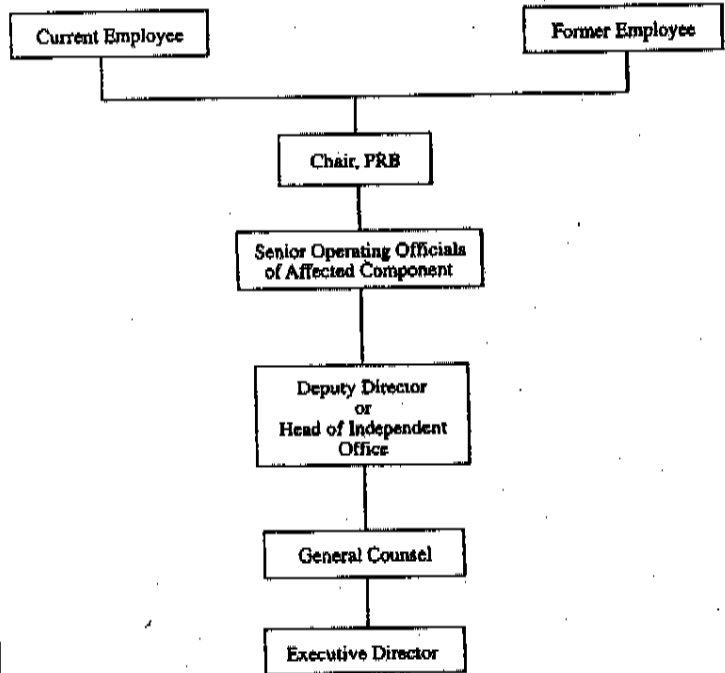 Current Employee
Former Employee
Chair, PRB
Senior Operating Officials
of Affected Component
Deputy Director
or
Head of Independent
Office
General Counsel
Executive Director